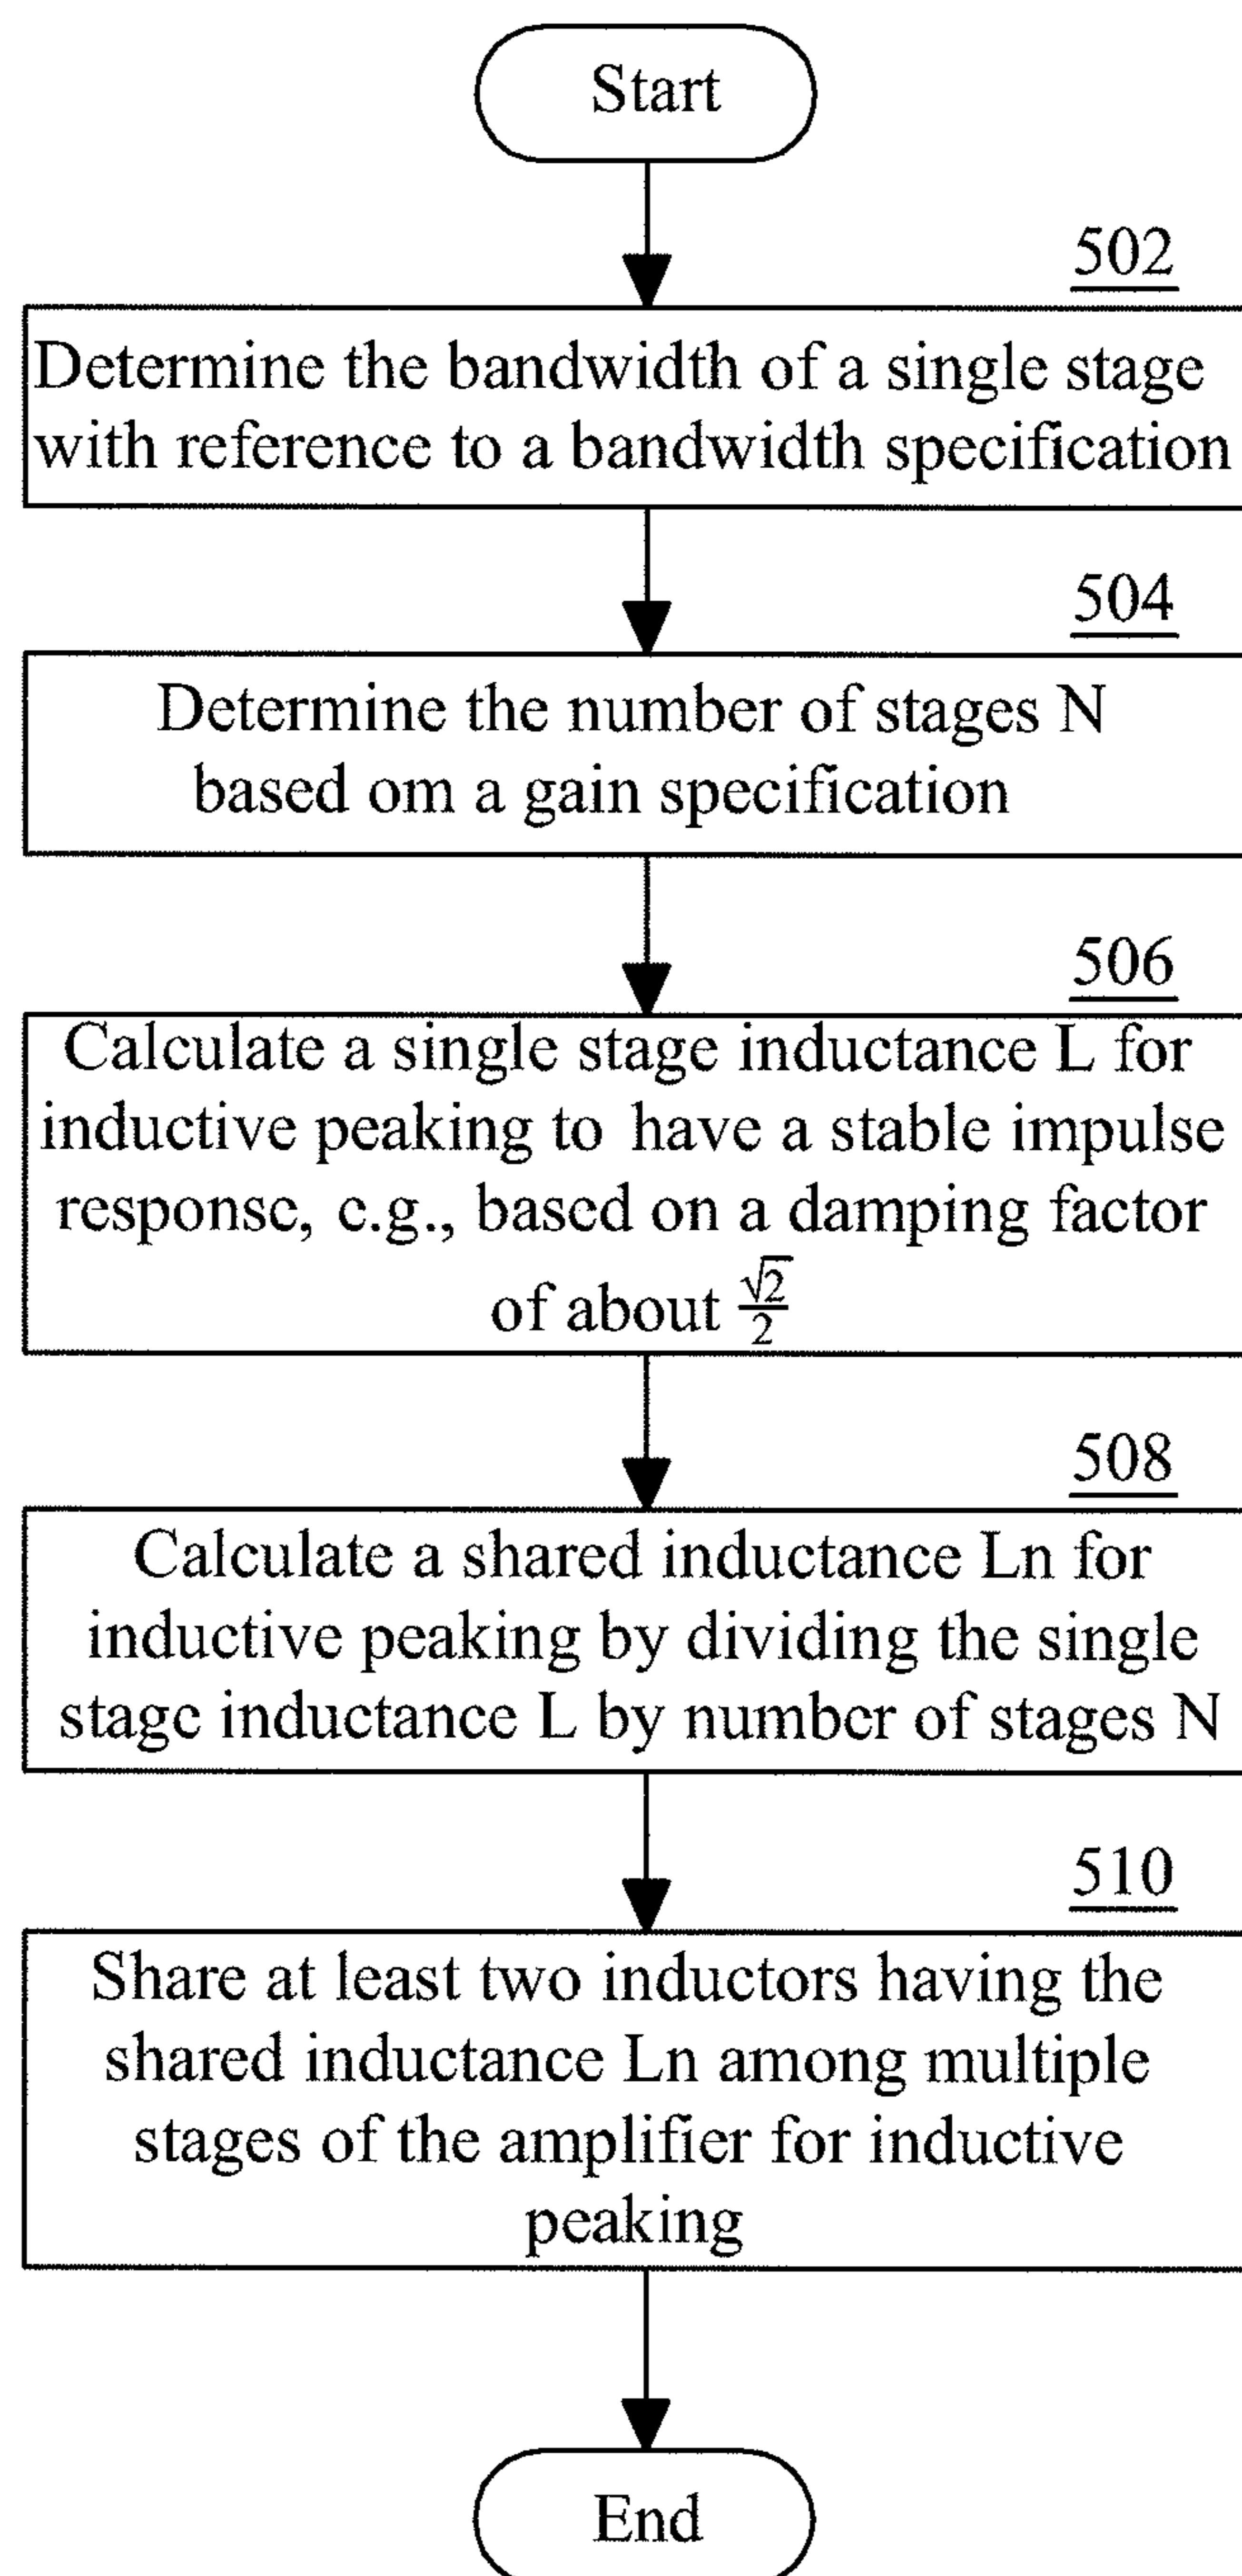 Start
502
Determine the bandwidth of a single stage
with reference to a bandwidth specification
504
Determine the number of stages N
based om a gain specification
506
Calculate a single stage inductance L for
inductive peaking to have a stable impulse
response, e.g., based on a damping factor
of about √2/2
508
Calculate a shared inductance Ln for
inductive peaking by dividing the single
stage inductance L by number of stages N
510
Share at least two inductors having the
shared inductance Ln among multiple
stages of the amplifier for inductive
peaking
End